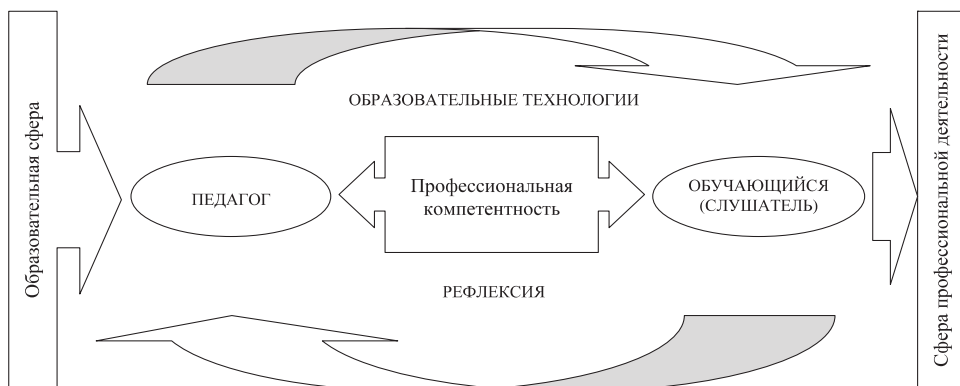 Образовательная сфера
ОБРАЗОВАТЕЛЬНЫЕ ТЕХНОЛОГИИ
ПЕДАГОГ
Профессиональная
компетентность
ОБУЧАЮЩИЙСЯ
(СЛУШАТЕЛЬ)
РЕФЛЕКСИЯ
Сфера профессиональной деятельности